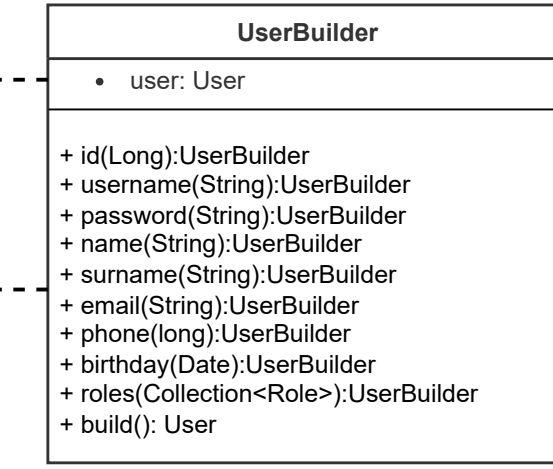 UserBuilder
• user: User
+ id(Long):UserBuilder
+ username(String):UserBuilder
+ password(String):UserBuilder
+ name(String):UserBuilder
+ surname(String):UserBuilder
+ email(String):UserBuilder
+ phone(long):UserBuilder
+ birthday(Date):UserBuilder
+ roles(Collection<Role>):UserBuilder
+ build(): User